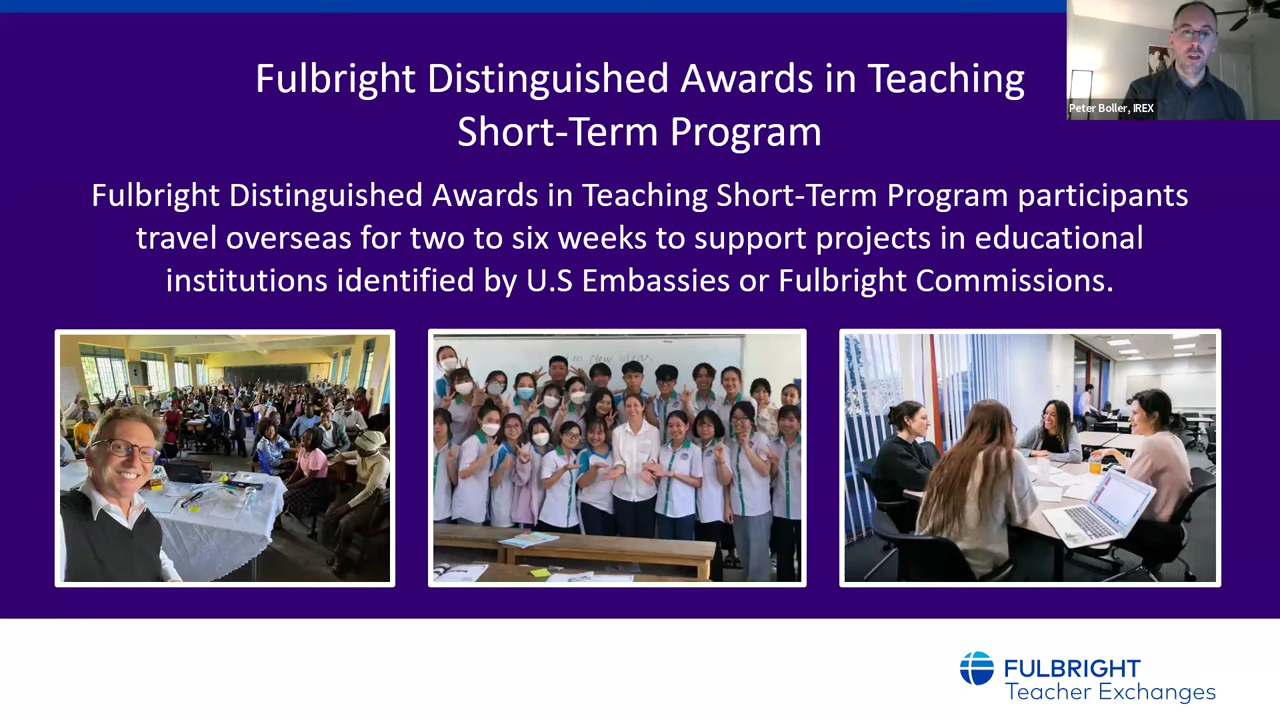 Fulbright Distinguished Awards in Teaching
Short-Term Program
Peter Boller, IREX
Fulbright Distinguished Awards in Teaching Short-Term Program participants
travel overseas for two to six weeks to support projects in educational
institutions identified by U.S Embassies or Fulbright Commissions.
FULBRIGHT
Teacher Exchanges